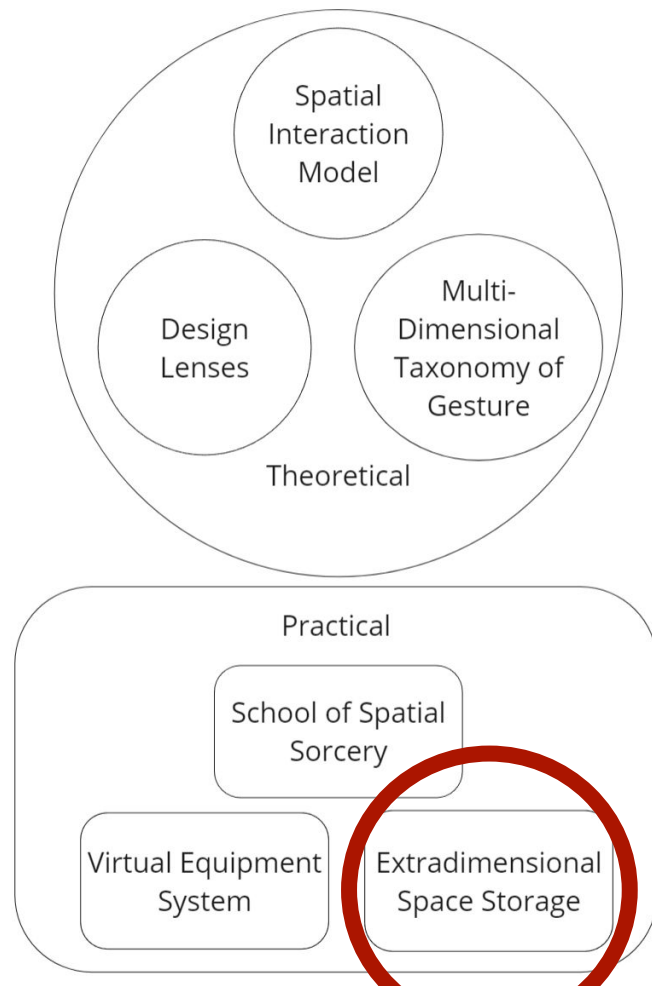 Spatial
Interaction
Model
Design
Lenses
Multi-
Dimensional
Taxonomy of
Gesture
Theoretical
Practical
School of Spatial
Sorcery
Virtual Equipment
System
Extradimensional
Space Storage